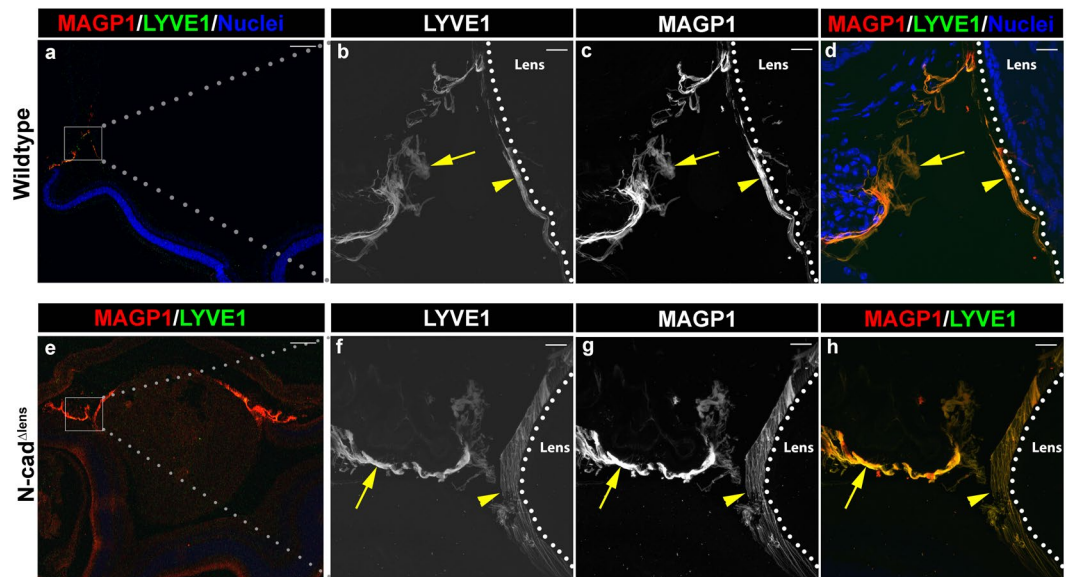 MAGP1/LYVE1/Nuclei
LYVE1
MAGP1
MAGP1/LYVE1/Nuclei
Wildtype
a
b
Lens
c
Lens
d
Lens
MAGP1/LYVE1
LYVE1
MAGP1
MAGP1/LYVE1
N-cadΔlens
e
f
Lens
g
Lens
h
Lens